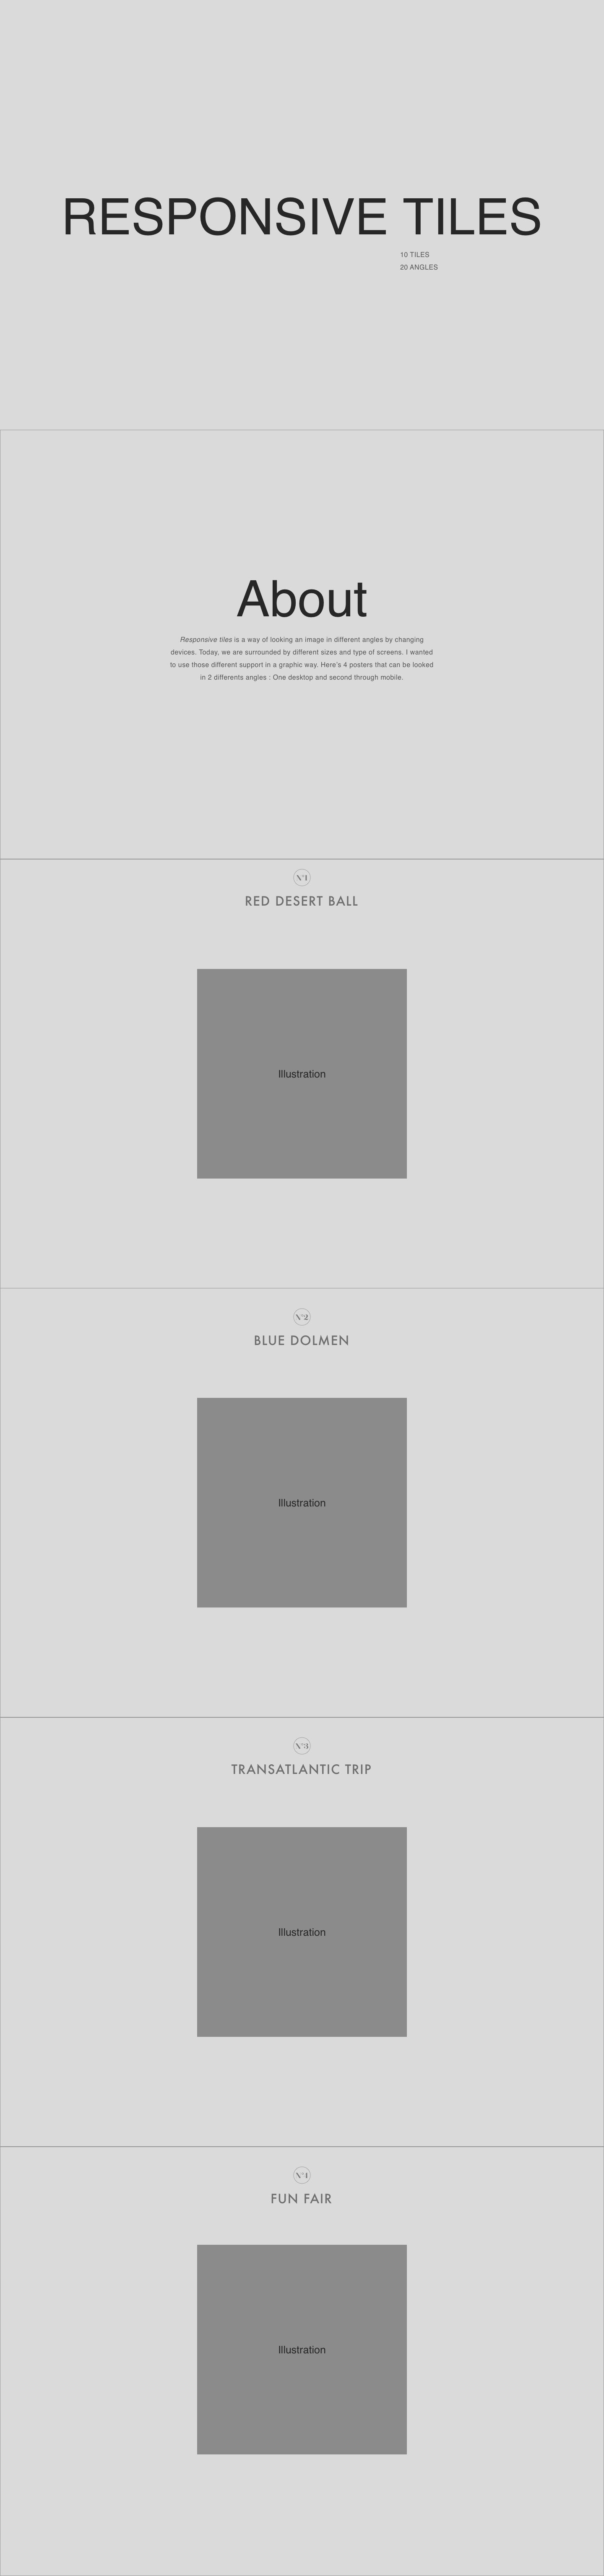 RESPONSIVE TILES
10 TILES
20 ANGLES
About
Responsive tiles is a way of looking an image in different angles by changing
devices. Today, we are surrounded by different sizes and type of screens. I wanted
to use those different support in a graphic way. Here's 4 posters that can be looked
in 2 differents angles : One desktop and second through mobile.
N°1
RED DESERT BALL
Illustration
N°2
BLUE DOLMEN
Illustration
N°3
TRANSATLANTIC TRIP
Illustration
N°4
FUN FAIR
Illustration